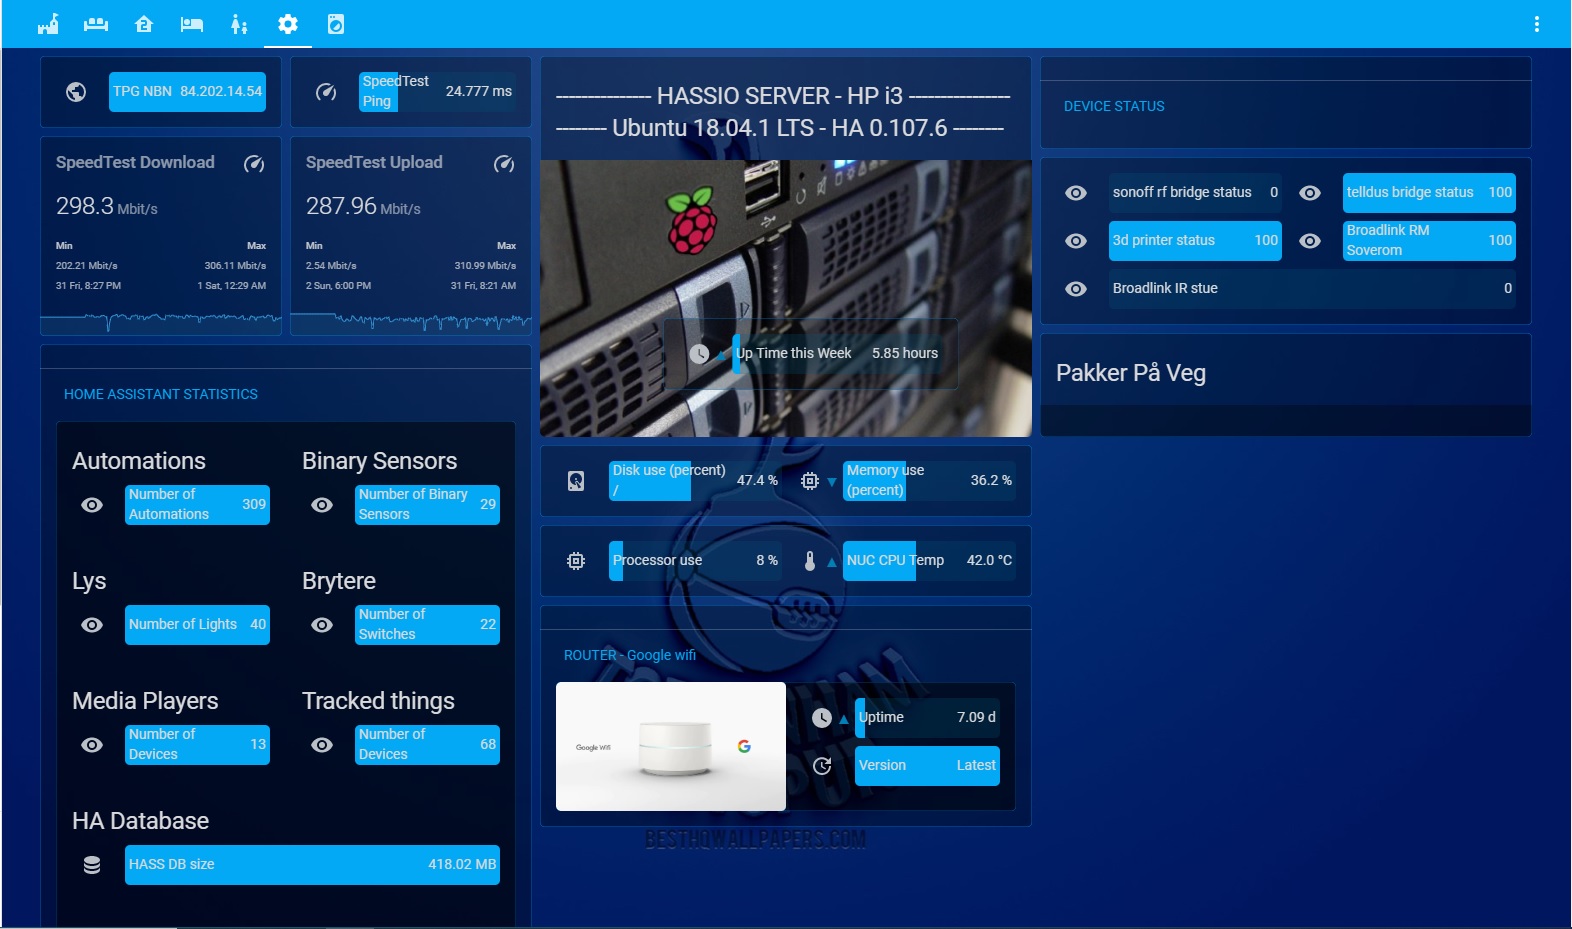 TPG NBN 84.202.14.54
SpeedTest Ping 24.777 ms
SpeedTest Download
298.3 Mbit/s
Min Max
202.21 Mbit/s 306.11 Mbit/s
31 Fri, 8:27 PM 1 Sat, 12:29 AM
SpeedTest Upload
287.96 Mbit/s
Min Max
2.54 Mbit/s 310.99 Mbit/s
2 Sun, 6:00 PM 31 Fri, 8:21 AM
HOME ASSISTANT STATISTICS
Automations
Number of Automations 309
Binary Sensors
Number of Binary Sensors 29
Lys
Number of Lights 40
Brytere
Number of Switches 22
Media Players
Number of Devices 13
Tracked things
Number of Devices 68
HA Database
HASS DB size 418.02 MB
--------------- HASSIO SERVER - HP i3 ----------------
-------- Ubuntu 18.04.1 LTS - HA 0.107.6 --------
Up Time this Week 5.85 hours
Disk use (percent) / 47.4 %
Memory use (percent) 36.2 %
Processor use 8 %
NUC CPU Temp 42.0 °C
ROUTER - Google wifi
Google Wifi
G
Uptime 7.09 d
Version Latest
BESTHQWALLPAPERS.COM
DEVICE STATUS
sonoff rf bridge status 0
telldus bridge status 100
3d printer status 100
Broadlink RM Soverom 100
Broadlink IR stue 0
Pakker På Veg